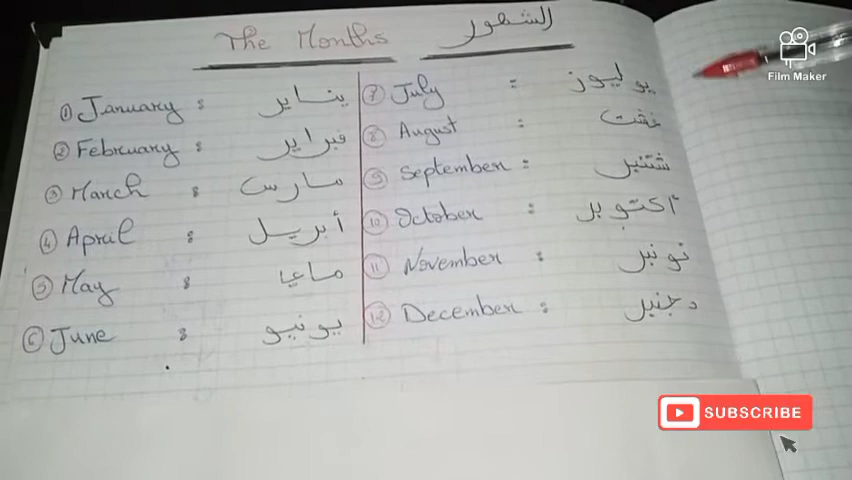 The Months الشهور
① January : يناير
② February : فبراير
③ March : مارس
④ April : أبريل
⑤ May : ماي
⑥ June : يونيو
⑦ July : يوليوز
⑧ August : غشت
⑨ September : شتنبر
⑩ October : أكتوبر
⑪ November : نونبر
⑫ December : دجنبر
Film Maker
SUBSCRIBE